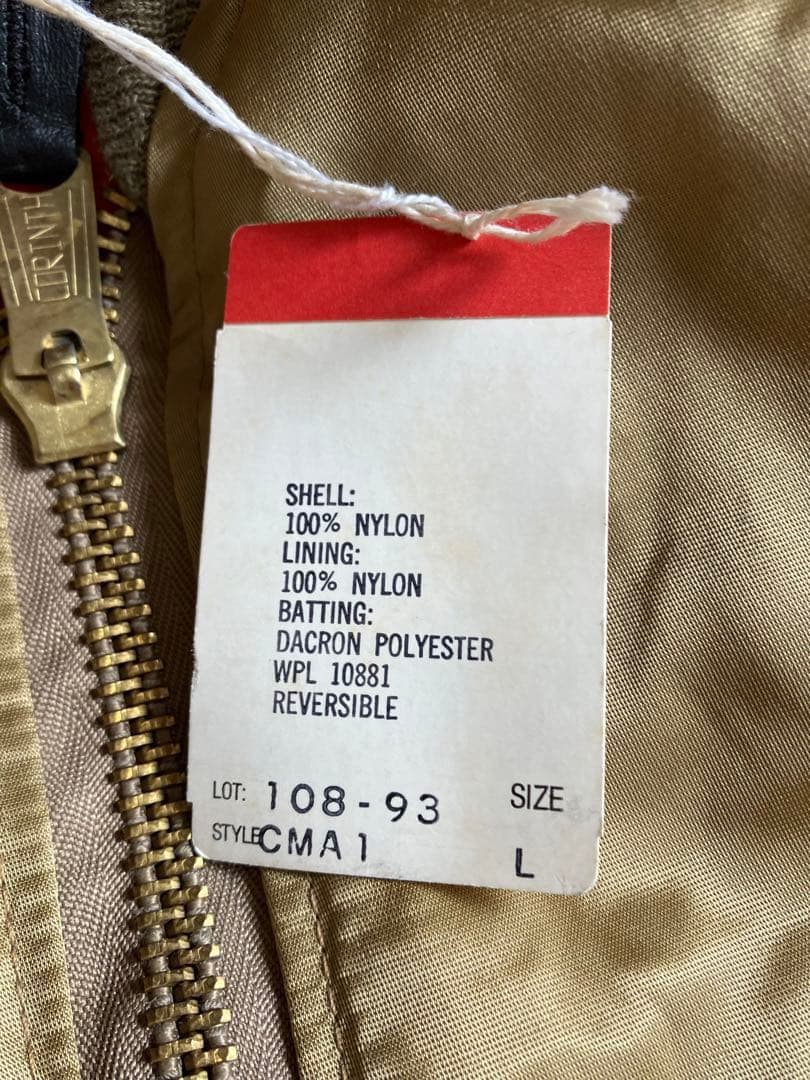 CORINTH
SHELL:
100% NYLON
LINING:
100% NYLON
BATTING:
DACRON POLYESTER
WPL 10881
REVERSIBLE
LOT: 108-93 SIZE
STYLE CMA1 L